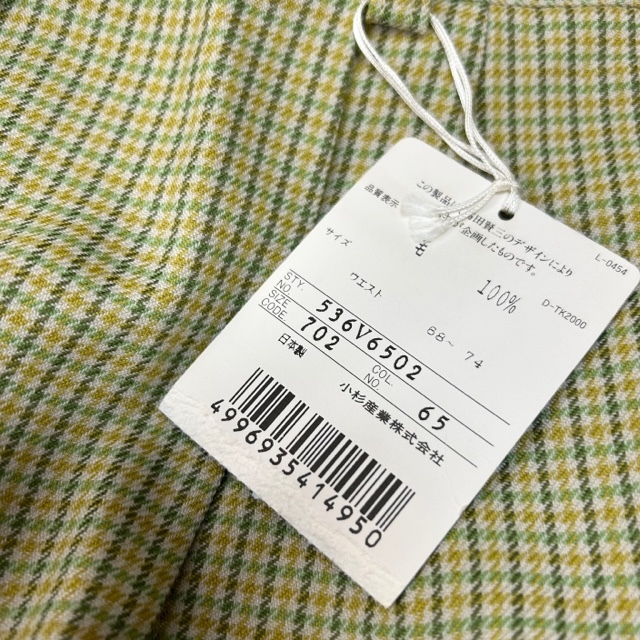 この製品は
田賢三のデザインにより
企画したものです。
L-0454
品質表示
毛
100%
D-TK2000
サイズ
ウエスト
68～74
STY. NO. 536V6502
SIZE CODE. 702
COL. NO. 65
日本製
小杉産業株式会社
4996935414950